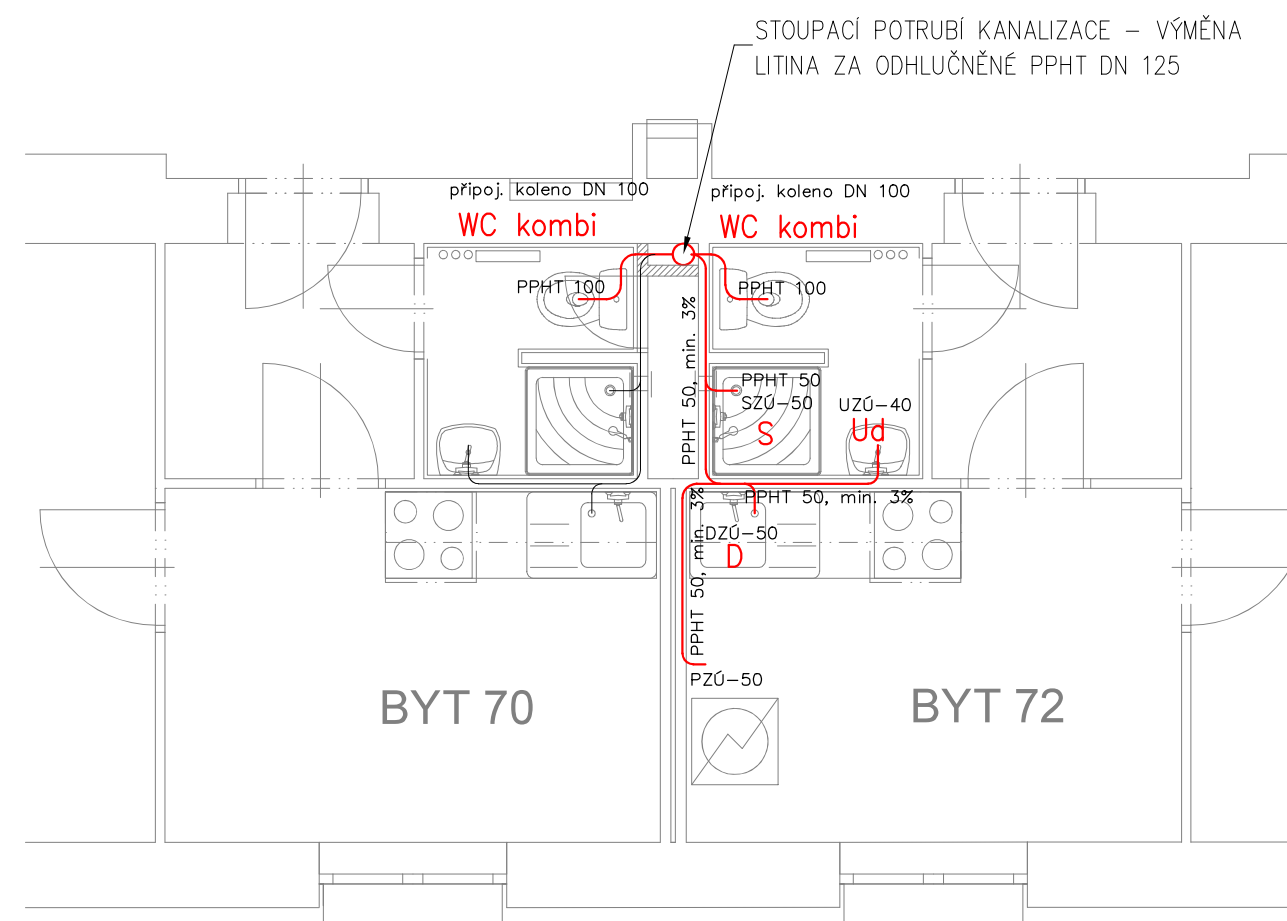 STOUPACÍ POTRUBÍ KANALIZACE – VÝMĚNA
LITINA ZA ODHLUČNĚNÉ PPHT DN 125
připoj. koleno DN 100
připoj. koleno DN 100
WC kombi
WC kombi
PPHT 100
PPHT 100
PPHT 50, min. 3%
PPHT 50
SZÚ–50
UZÚ–40
S
Ud
PPHT 50, min. 3%
PPHT 50, min. 3%
DZÚ–50
D
PZÚ–50
BYT 70
BYT 72